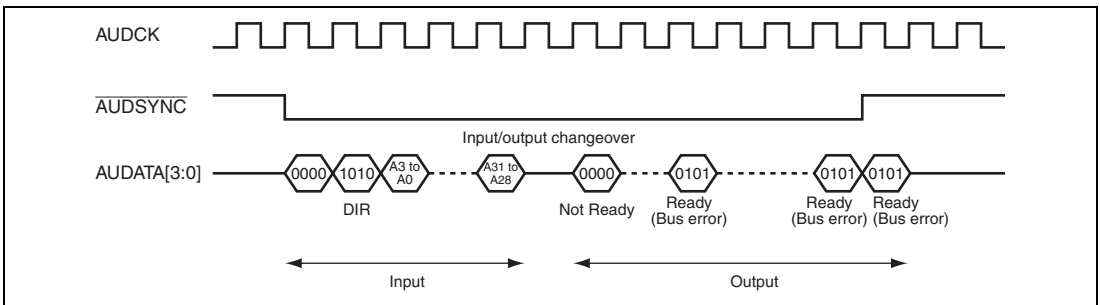 AUDCK
AUDSYNC
Input/output changeover
AUDATA[3:0]
0000 1010 A3 to A0 A31 to A28 0000 0101 0101 0101
DIR
Not Ready
Ready (Bus error)
Ready (Bus error)
Ready (Bus error)
Input
Output